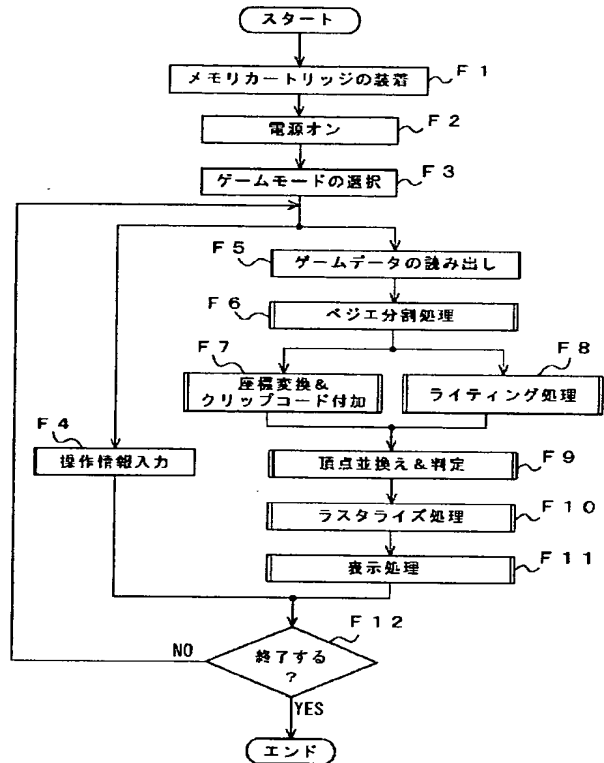 スタート
メモリカートリッジの装着
F1
電源オン
F2
ゲームモードの選択
F3
F5
ゲームデータの読み出し
F6
ベジエ分割処理
F7
座標変換&
クリップコード付加
F8
ライティング処理
F4
操作情報入力
頂点並換え&判定
F9
ラスタライズ処理
F10
表示処理
F11
F12
NO
終了する
?
YES
エンド